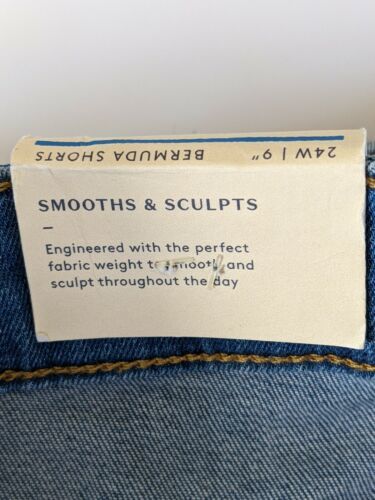 24W | 9" BERMUDA SHORTS
SMOOTHS & SCULPTS
–
Engineered with the perfect
fabric weight to smooth and
sculpt throughout the day